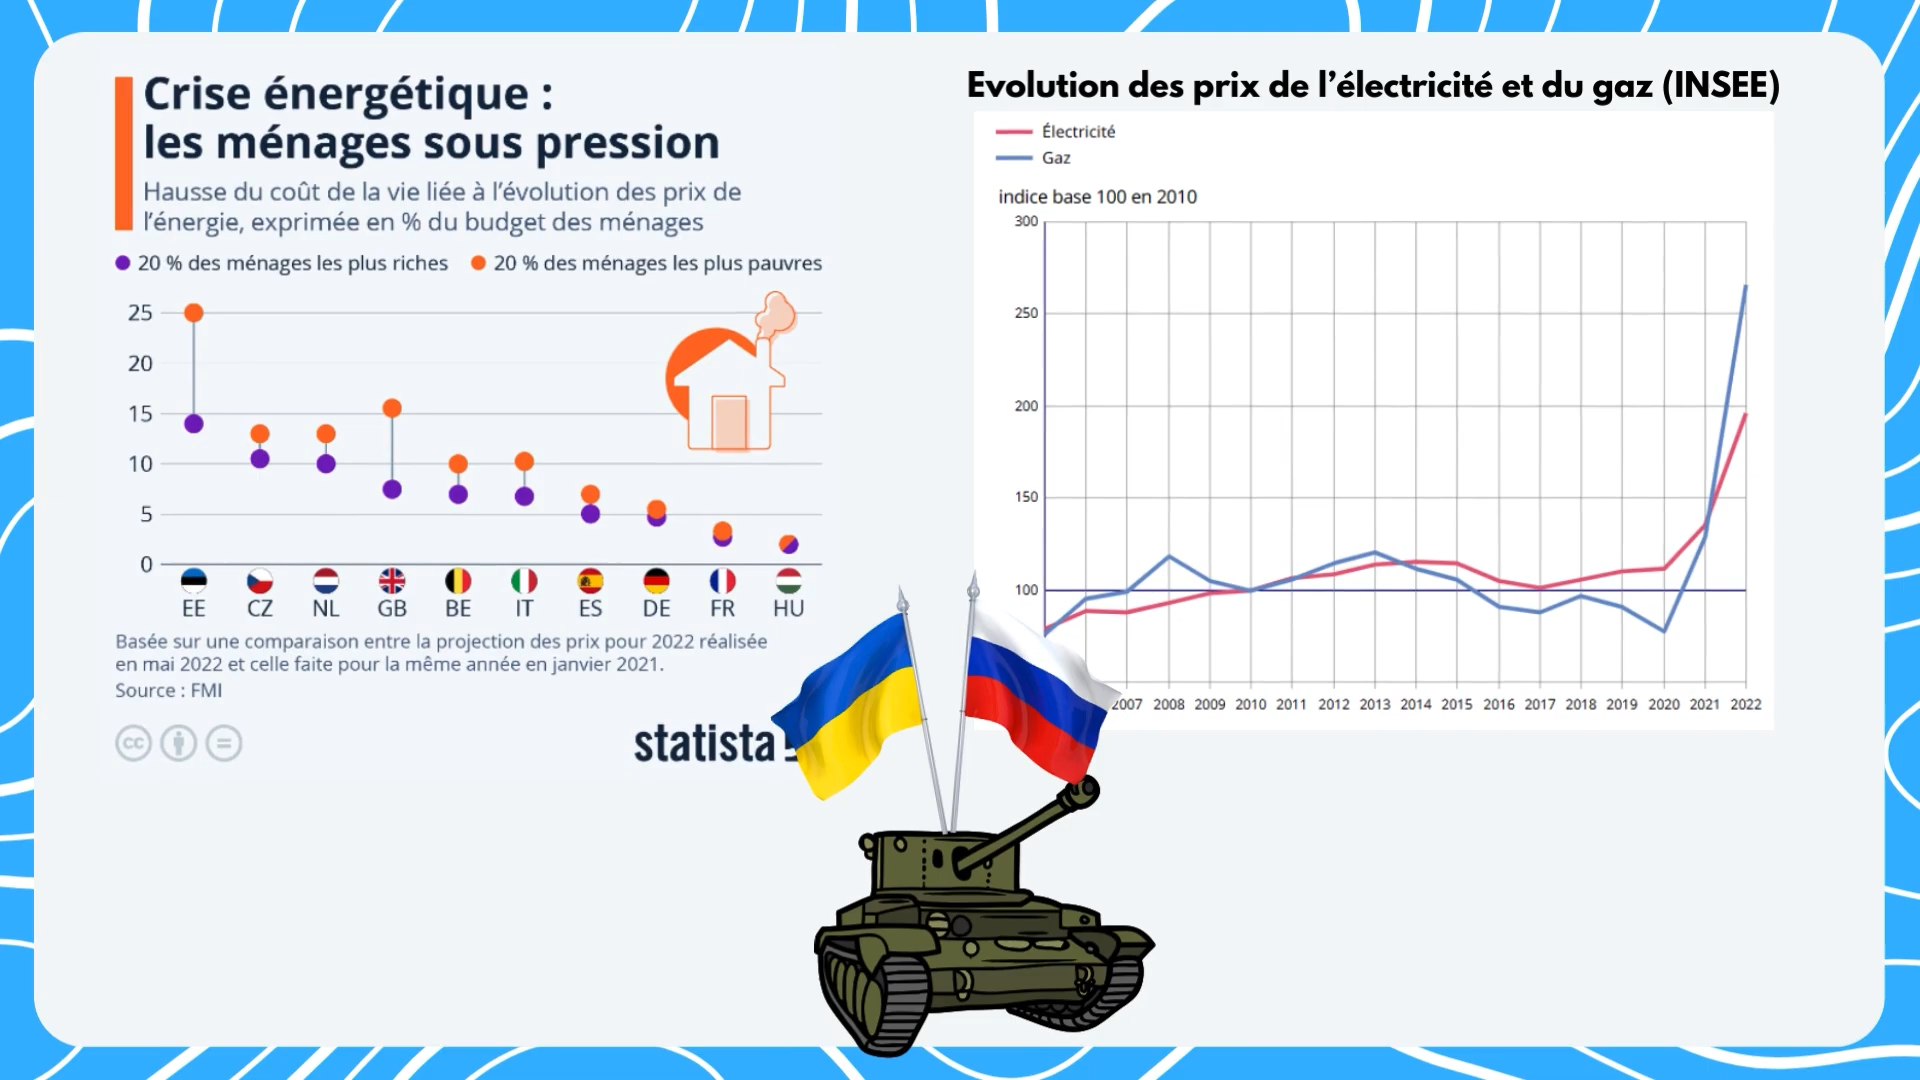 Crise énergétique :
les ménages sous pression
Hausse du coût de la vie liée à l’évolution des prix de
l’énergie, exprimée en % du budget des ménages
20 % des ménages les plus riches
20 % des ménages les plus pauvres
25
20
15
10
5
0
EE CZ NL GB BE IT ES DE FR HU
Basée sur une comparaison entre la projection des prix pour 2022 réalisée
en mai 2022 et celle faite pour la même année en janvier 2021.
Source : FMI
cc
statista
Evolution des prix de l’électricité et du gaz (INSEE)
Électricité
Gaz
indice base 100 en 2010
300
250
200
150
100
2007 2008 2009 2010 2011 2012 2013 2014 2015 2016 2017 2018 2019 2020 2021 2022